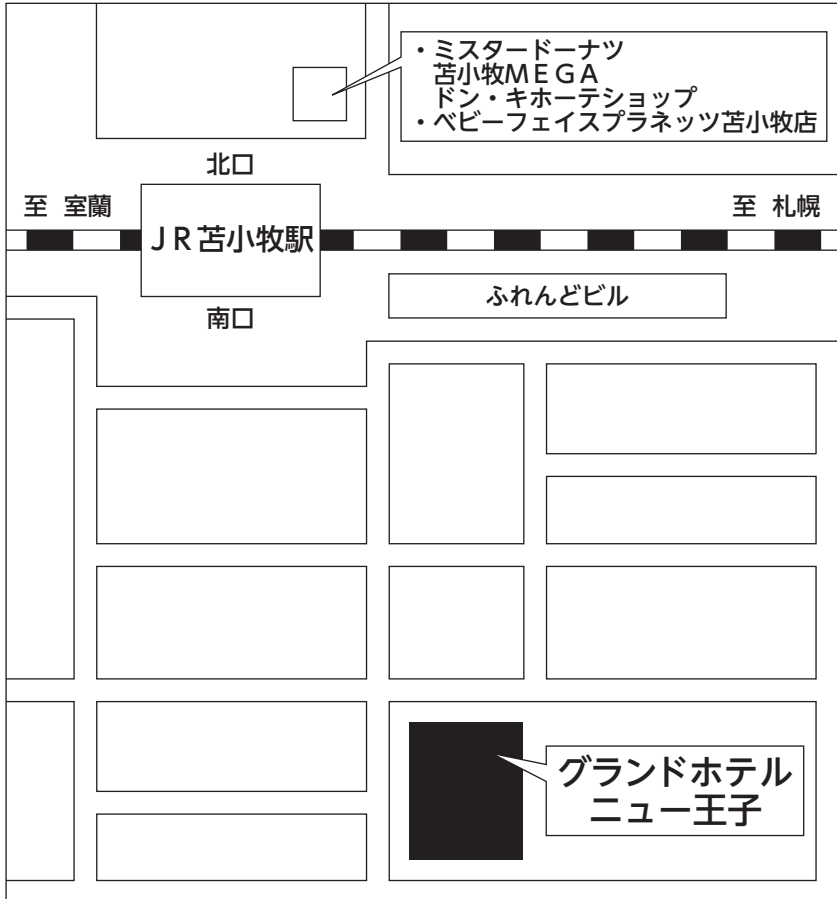 ・ミスタードーナツ
苫小牧ＭＥＧＡ
ドン・キホーテショップ
・ベビーフェイスプラネッツ苫小牧店
北口
至 室蘭
至 札幌
ＪＲ苫小牧駅
ふれんどビル
南口
グランドホテル
ニュー王子